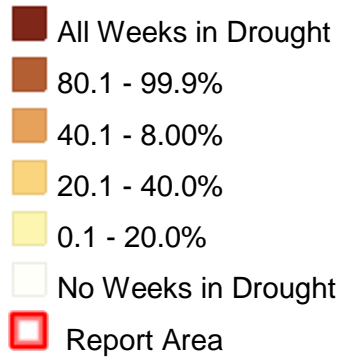 All Weeks in Drought
80.1 - 99.9%
40.1 - 8.00%
20.1 - 40.0%
0.1 - 20.0%
No Weeks in Drought
Report Area